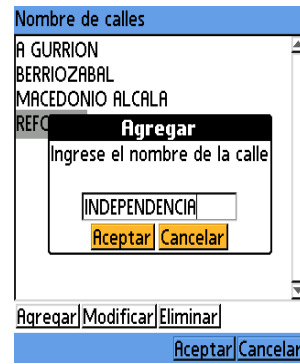 Nombre de calles
A GURRION
BERRIOZABAL
MACEDONIO ALCALA
Agregar
Ingrese el nombre de la calle
INDEPENDENCIA
Aceptar Cancelar
Agregar Modificar Eliminar
Aceptar Cancelar